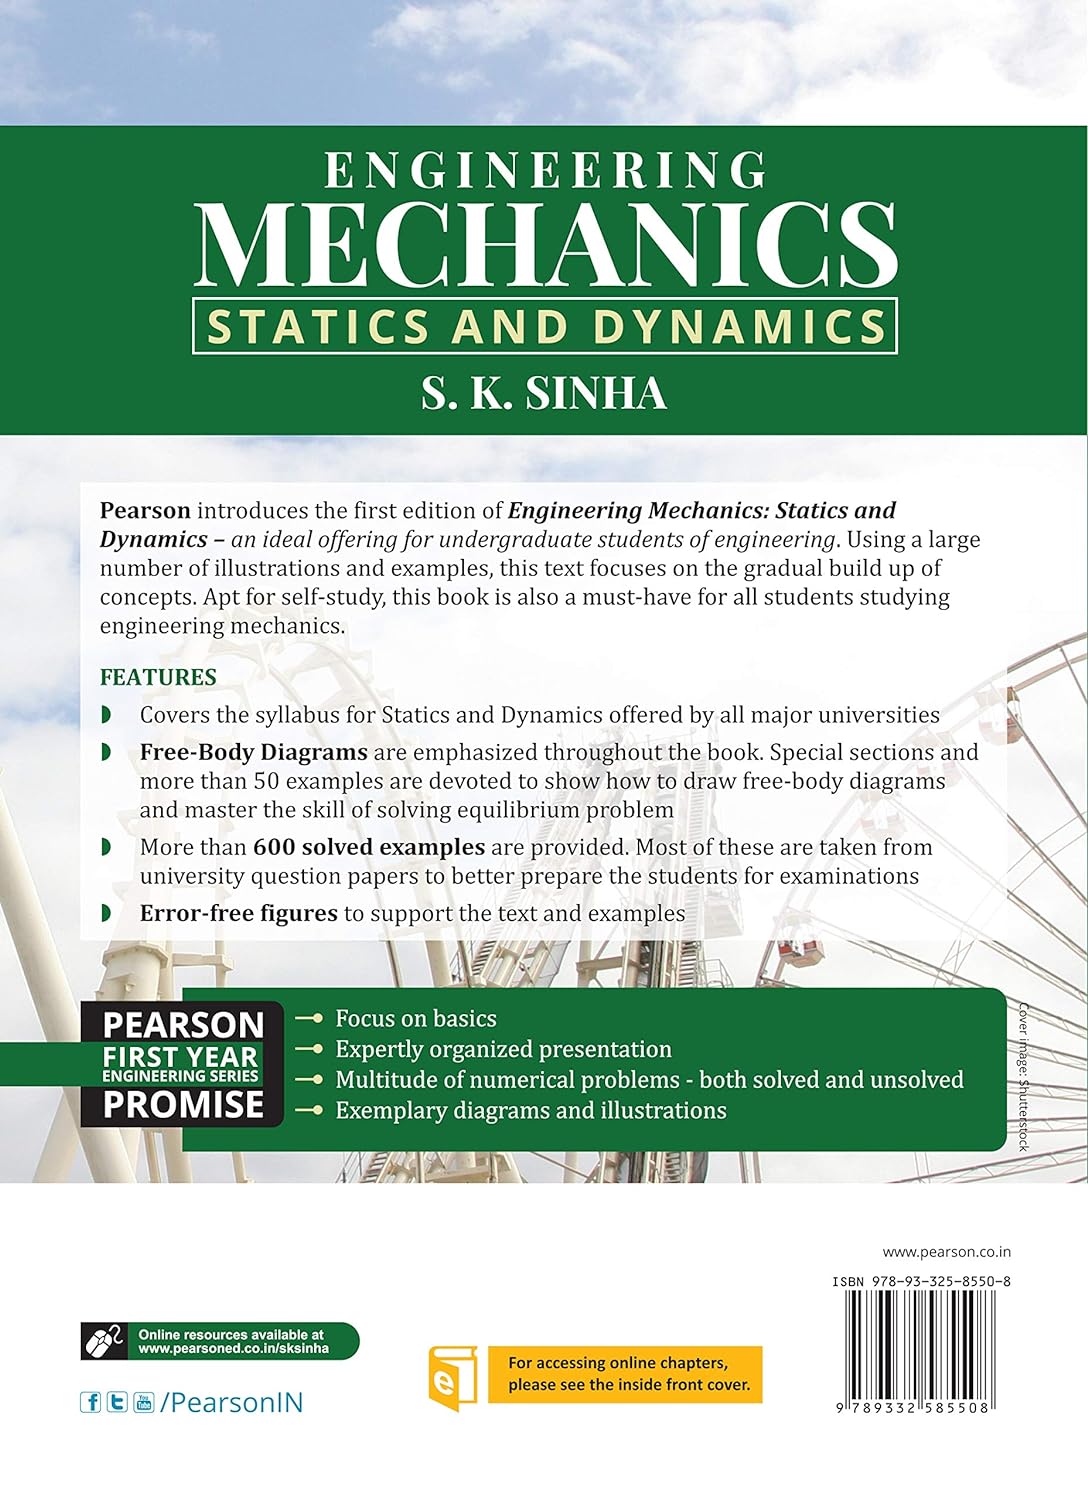 ENGINEERING
MECHANICS
STATICS AND DYNAMICS
S. K. SINHA
Pearson introduces the first edition of Engineering Mechanics: Statics and
Dynamics – an ideal offering for undergraduate students of engineering. Using a large
number of illustrations and examples, this text focuses on the gradual build up of
concepts. Apt for self-study, this book is also a must-have for all students studying
engineering mechanics.
FEATURES
Covers the syllabus for Statics and Dynamics offered by all major universities
Free-Body Diagrams are emphasized throughout the book. Special sections and
more than 50 examples are devoted to show how to draw free-body diagrams
and master the skill of solving equilibrium problem
More than 600 solved examples are provided. Most of these are taken from
university question papers to better prepare the students for examinations
Error-free figures to support the text and examples
PEARSON
FIRST YEAR
ENGINEERING SERIES
PROMISE
Focus on basics
Expertly organized presentation
Multitude of numerical problems - both solved and unsolved
Exemplary diagrams and illustrations
Cover image: Shutterstock
www.pearson.co.in
ISBN 978-93-325-8550-8
9 789332 585508
Online resources available at
www.pearsoned.co.in/sksinha
e
For accessing online chapters,
please see the inside front cover.
f t You Tube /PearsonIN